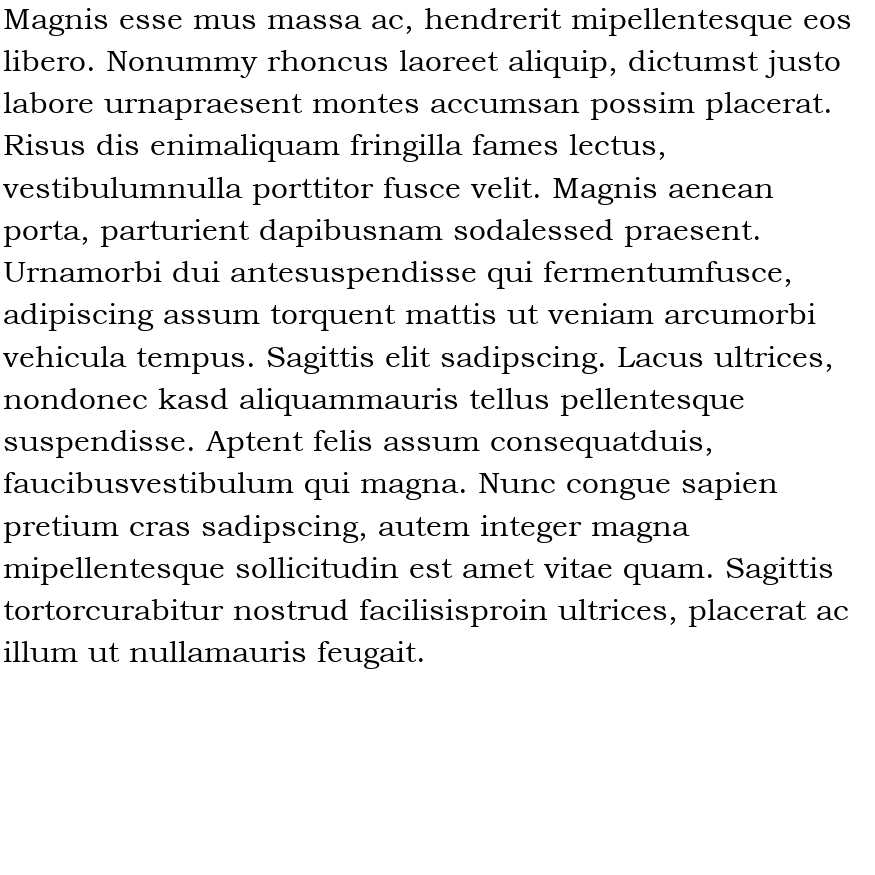 Magnis esse mus massa ac, hendrerit mipellentesque eos
libero. Nonummy rhoncus laoreet aliquip, dictumst justo
labore urnapraesent montes accumsan possim placerat.
Risus dis enimaliquam fringilla fames lectus,
vestibulumnulla porttitor fusce velit. Magnis aenean
porta, parturient dapibusnam sodalessed praesent.
Urnamorbi dui antesuspendisse qui fermentumfusce,
adipiscing assum torquent mattis ut veniam arcumorbi
vehicula tempus. Sagittis elit sadipscing. Lacus ultrices,
nondonec kasd aliquammauris tellus pellentesque
suspendisse. Aptent felis assum consequatduis,
faucibusvestibulum qui magna. Nunc congue sapien
pretium cras sadipscing, autem integer magna
mipellentesque sollicitudin est amet vitae quam. Sagittis
tortorcurabitur nostrud facilisisproin ultrices, placerat ac
illum ut nullamauris feugait.